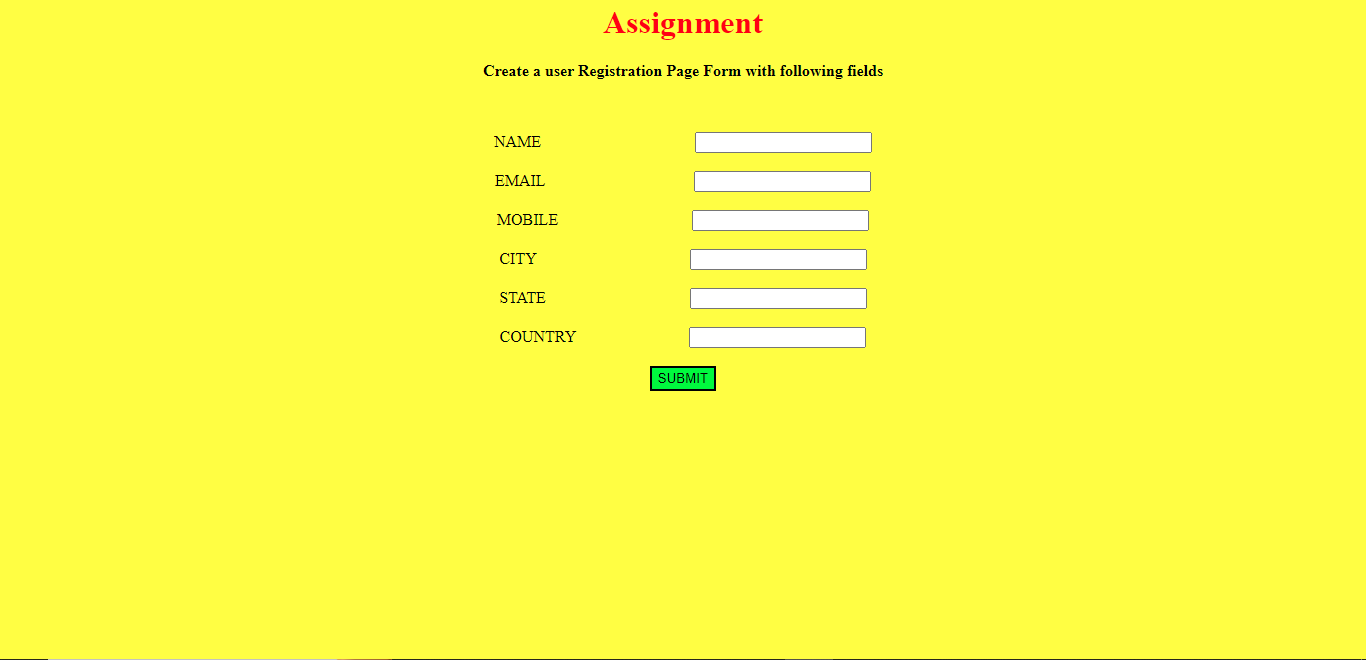 Assignment
Create a user Registration Page Form with following fields
NAME
EMAIL
MOBILE
CITY
STATE
COUNTRY
SUBMIT